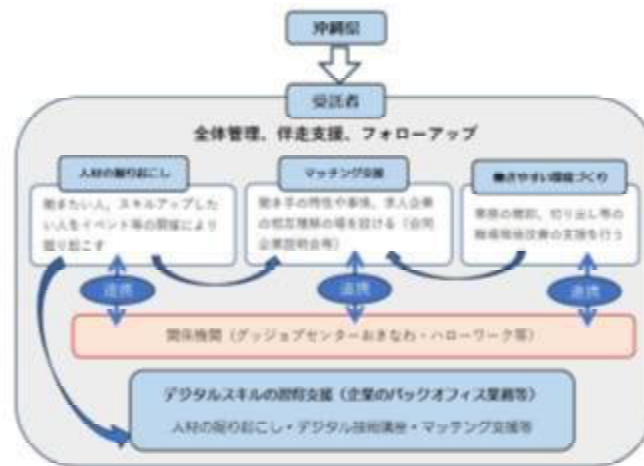 沖縄県
受託者
全体管理、伴走支援、フォローアップ
人材の掘り起こし
マッチング支援
働きやすい環境づくり
働きたい人、スキルアップした
い人をイベント等の開催により
掘り起こす
働き手の特性や事情、求人企業
の相互理解の場を設ける（合同
企業説明会等）
業務の棚卸、切り出し等の
職場環境改善の支援を行う
連携
連携
連携
関係機関（グッジョブセンターおきなわ・ハローワーク等）
デジタルスキルの習得支援（企業のバックオフィス業務等）
人材の掘り起こし・デジタル技術講座・マッチング支援等